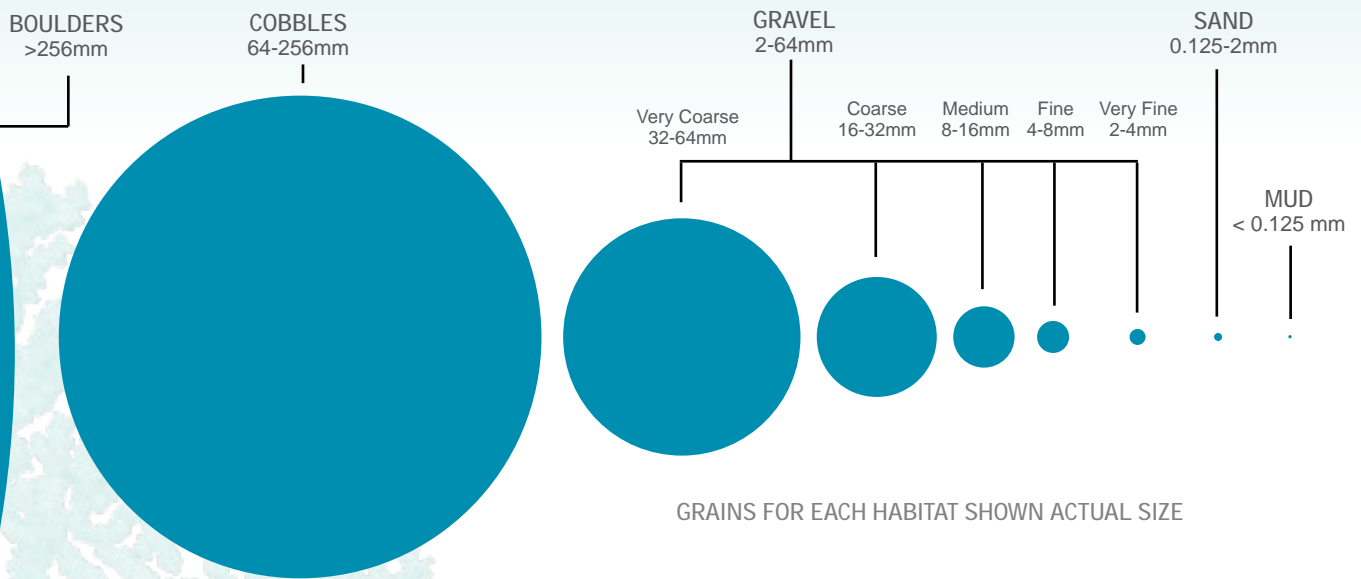 BOULDERS
>256mm
COBBLES
64-256mm
GRAVEL
2-64mm
SAND
0.125-2mm
Very Coarse
32-64mm
Coarse
16-32mm
Medium
8-16mm
Fine
4-8mm
Very Fine
2-4mm
MUD
< 0.125 mm
GRAINS FOR EACH HABITAT SHOWN ACTUAL SIZE